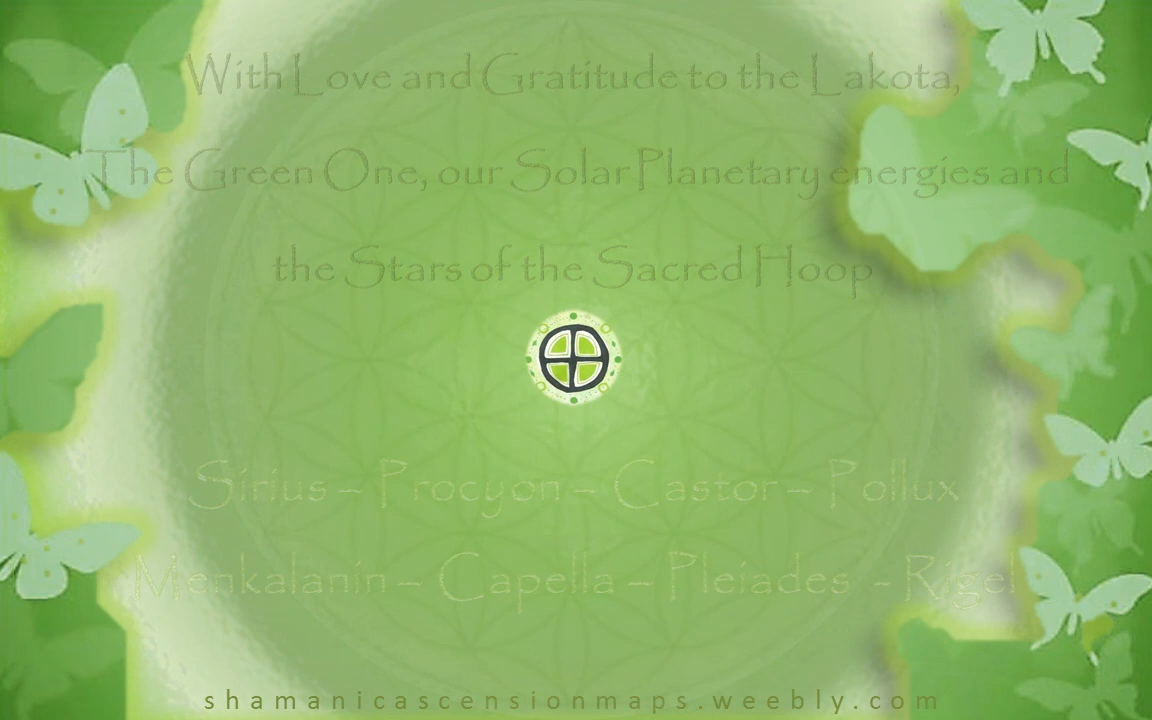 With Love and Gratitude to the Lakota,
The Green One, our Solar Planetary energies and
the Stars of the Sacred Hoop
Sirius – Procyon – Castor – Pollux
Menkalanin – Capella – Pleiades - Rigel
shamanicascensionmaps.weebly.com